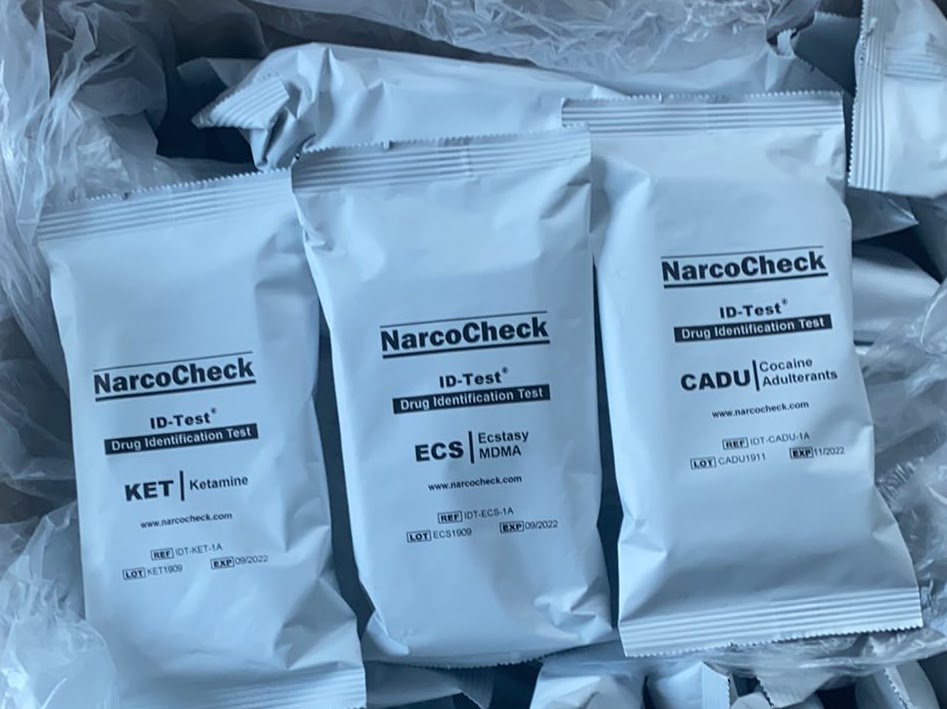 NarcoCheck
ID-Test®
Drug Identification Test
KET | Ketamine
www.narcocheck.com
REF IDT-KET-1A
LOT KET1909 EXP 09/2022
NarcoCheck
ID-Test®
Drug Identification Test
ECS | Ecstasy
MDMA
www.narcocheck.com
REF IDT-ECS-1A
LOT ECS1909 EXP 09/2022
NarcoCheck
ID-Test®
Drug Identification Test
CADU | Cocaine
Adulterants
www.narcocheck.com
REF IDT-CADU-1A
LOT CADU1911 EXP 11/2022